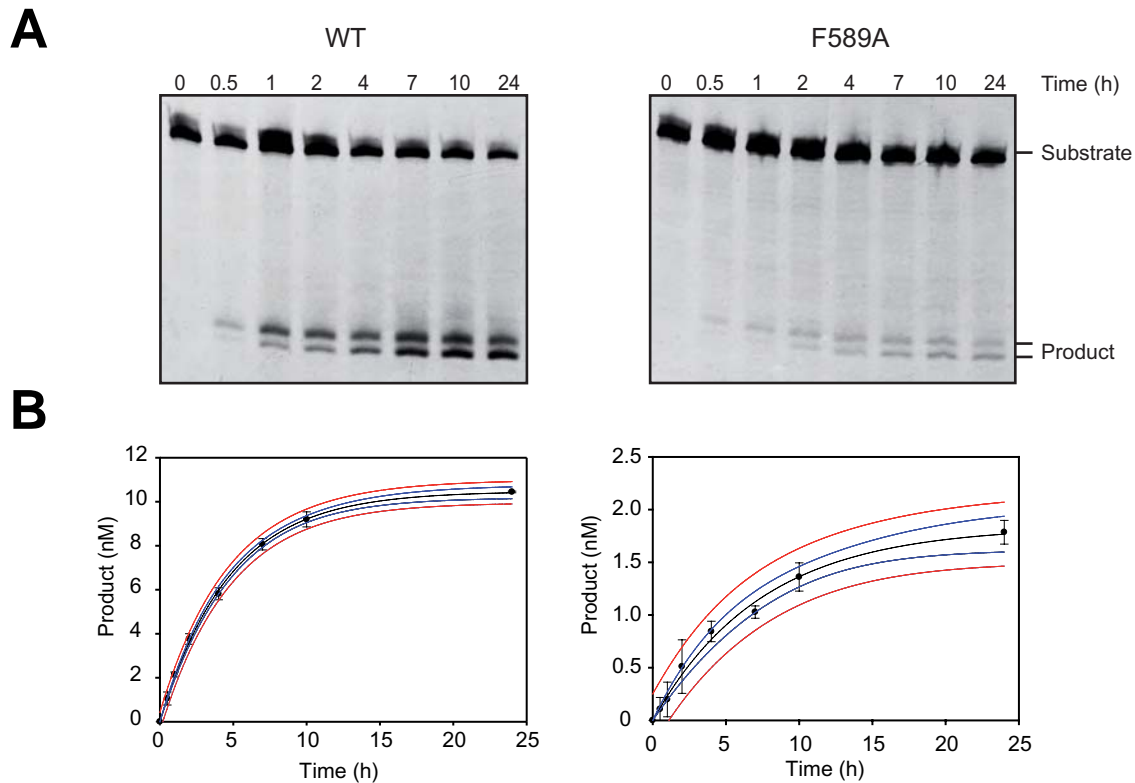 A
WT
F589A
0 0.5 1 2 4 7 10 24
0 0.5 1 2 4 7 10 24
Time (h)
Substrate
Product
B
12
10
8
6
4
2
0
Product (nM)
0 5 10 15 20 25
Time (h)
2.5
2.0
1.5
1.0
0.5
0
Product (nM)
0 5 10 15 20 25
Time (h)